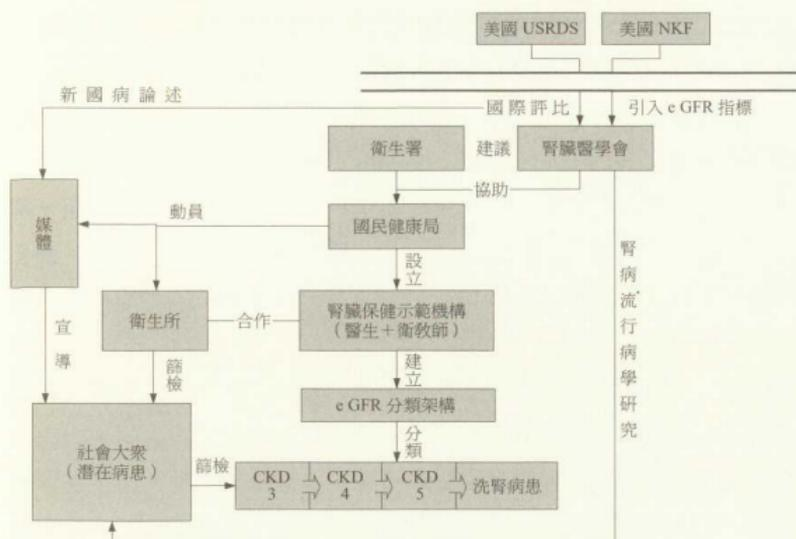 美國 USRDS
美國 NKF
新國病論述
國際評比
引入 e GFR 指標
衛生署
建議
腎臟醫學會
協助
媒體
動員
國民健康局
設立
腎病流行病學研究
衛生所
合作
腎臟保健示範機構
（醫生＋衛教師）
宣導
篩檢
建立
e GFR 分類架構
分類
社會大眾
（潛在病患）
篩檢
CKD
3
CKD
4
CKD
5
洗腎病患